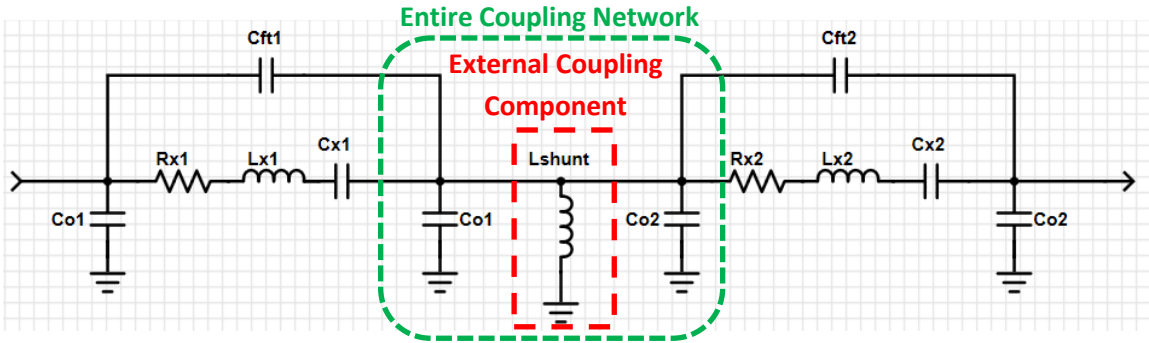 Entire Coupling Network
Cft1
Cft2
External Coupling
Component
Rx1
Lx1
Cx1
Lshunt
Rx2
Lx2
Cx2
Co1
Co1
Co2
Co2